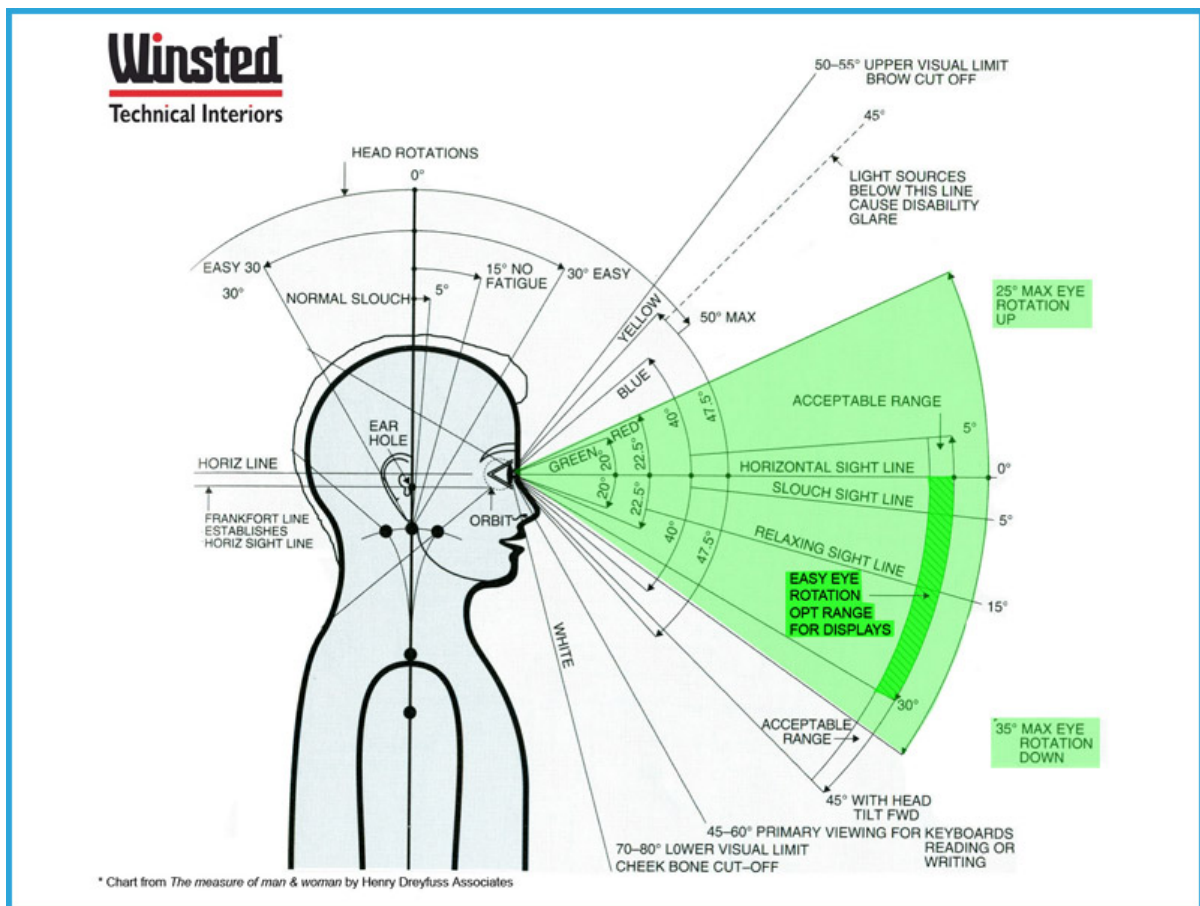 Winsted
Technical Interiors
50–55° UPPER VISUAL LIMIT
BROW CUT OFF
45°
HEAD ROTATIONS
0°
LIGHT SOURCES
BELOW THIS LINE
CAUSE DISABILITY
GLARE
EASY 30
30°
15° NO
FATIGUE
30° EASY
NORMAL SLOUCH
5°
YELLOW
50° MAX
25° MAX EYE
ROTATION
UP
BLUE
47.5°
40°
ACCEPTABLE RANGE
5°
RED
22.5°
GREEN
20°
EAR
HOLE
HORIZ LINE
HORIZONTAL SIGHT LINE
0°
SLOUCH SIGHT LINE
5°
20°
22.5°
FRANKFORT LINE
ESTABLISHES
HORIZ SIGHT LINE
ORBIT
40°
47.5°
RELAXING SIGHT LINE
15°
EASY EYE
ROTATION
OPT RANGE
FOR DISPLAYS
WHITE
30°
ACCEPTABLE
RANGE
35° MAX EYE
ROTATION
DOWN
45° WITH HEAD
TILT FWD
45–60° PRIMARY VIEWING FOR KEYBOARDS
READING OR
WRITING
70–80° LOWER VISUAL LIMIT
CHEEK BONE CUT–OFF
* Chart from The measure of man & woman by Henry Dreyfuss Associates